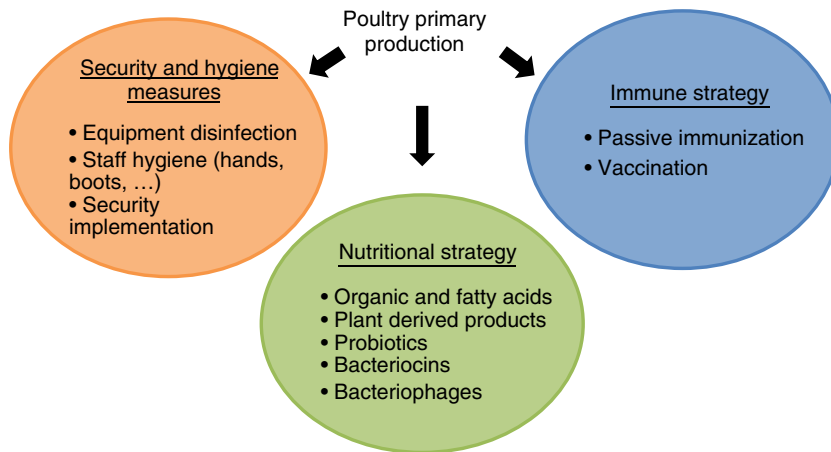 Poultry primary
production
Security and hygiene
measures
• Equipment disinfection
• Staff hygiene (hands,
boots, …)
• Security
implementation
Immune strategy
• Passive immunization
• Vaccination
Nutritional strategy
• Organic and fatty acids
• Plant derived products
• Probiotics
• Bacteriocins
• Bacteriophages